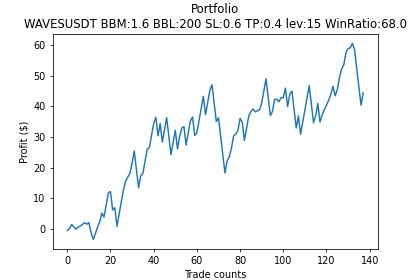 Portfolio
WAVESUSDT BBM:1.6 BBL:200 SL:0.6 TP:0.4 lev:15 WinRatio:68.0
60
50
40
30
20
10
0
Profit ($)
0 20 40 60 80 100 120 140
Trade counts